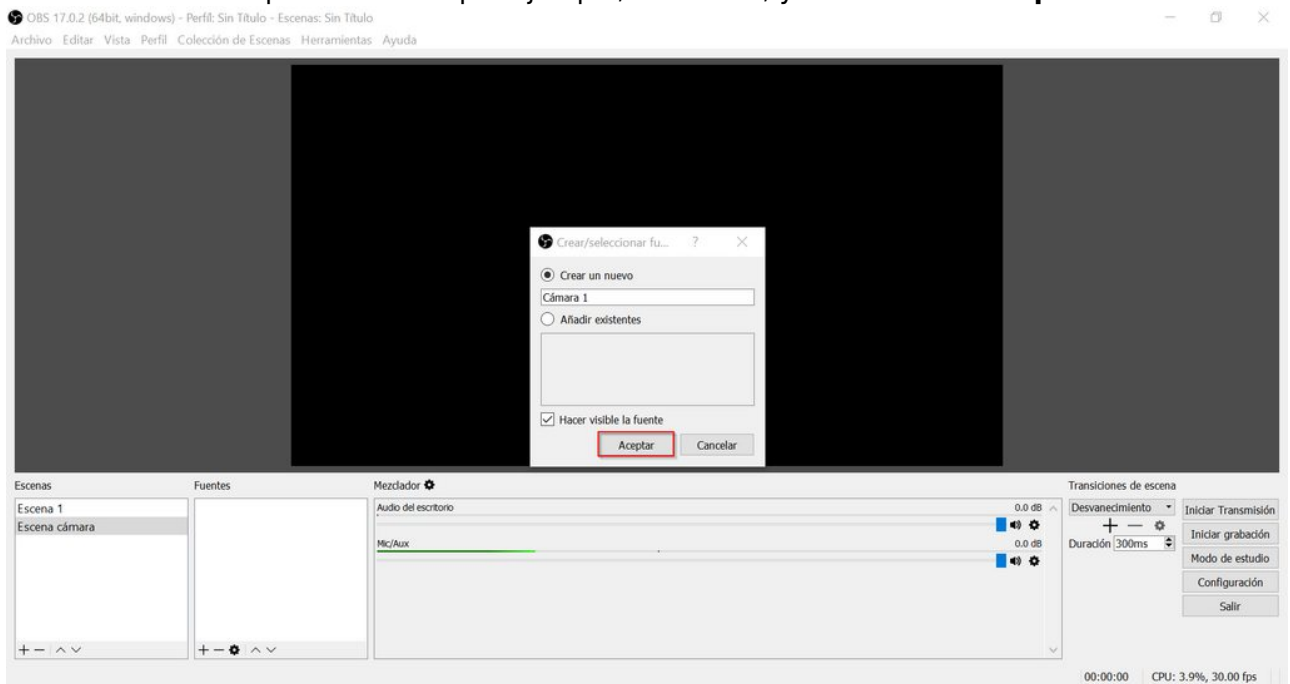 OBS 17.0.2 (64bit, windows) - Perfil: Sin Título - Escenas: Sin Título
Archivo Editar Vista Perfil Colección de Escenas Herramientas Ayuda
Crear/seleccionar fu... ?
Crear un nuevo
Cámara 1
Añadir existentes
Hacer visible la fuente
Aceptar Cancelar
Escenas Fuentes Mezclador Transiciones de escena
Escena 1
Escena cámara
Audio del escritorio 0.0 dB
Mic/Aux 0.0 dB
Desvanecimiento
Duración 300ms
Iniciar Transmisión
Iniciar grabación
Modo de estudio
Configuración
Salir
00:00:00 CPU: 3.9%, 30.00 fps